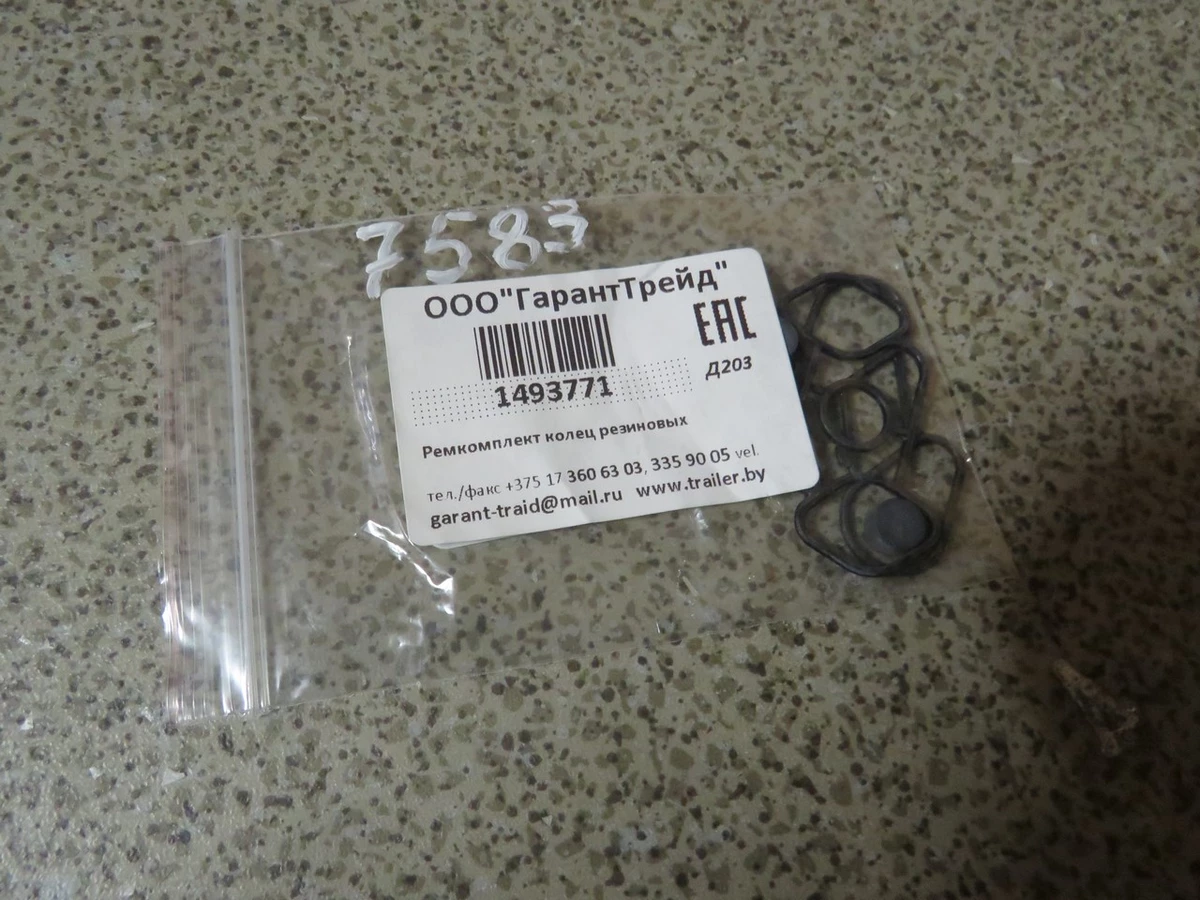 7583
ООО"ГарантТрейд"
EAC
1493771
Д203
Ремкомплект колец резиновых
тел./факс +375 17 360 63 03, 335 90 05 vel.
garant-traid@mail.ru www.trailer.by